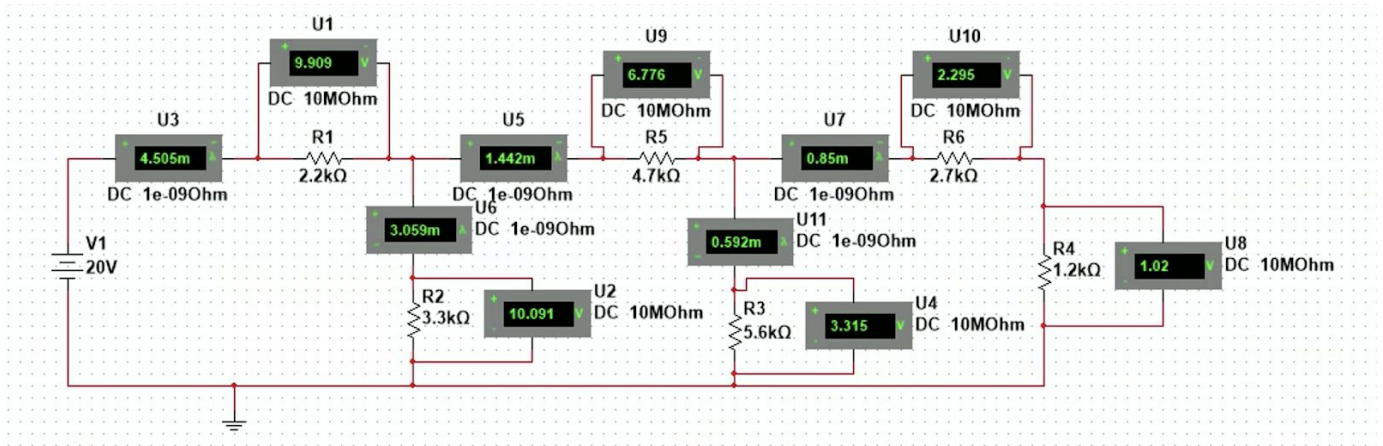 U1
9.909 V
DC 10MOhm
U9
6.776 V
DC 10MOhm
U10
2.295 V
DC 10MOhm
U3
4.505m A
DC 1e-09Ohm
R1
2.2kΩ
U5
1.442m A
DC 1e-09Ohm
R5
4.7kΩ
U7
0.85m A
DC 1e-09Ohm
R6
2.7kΩ
U6
3.059m A
DC 1e-09Ohm
U11
0.592m A
DC 1e-09Ohm
V1
20V
R2
3.3kΩ
U2
10.091 V
DC 10MOhm
R3
5.6kΩ
U4
3.315 V
DC 10MOhm
R4
1.2kΩ
U8
1.02 V
DC 10MOhm